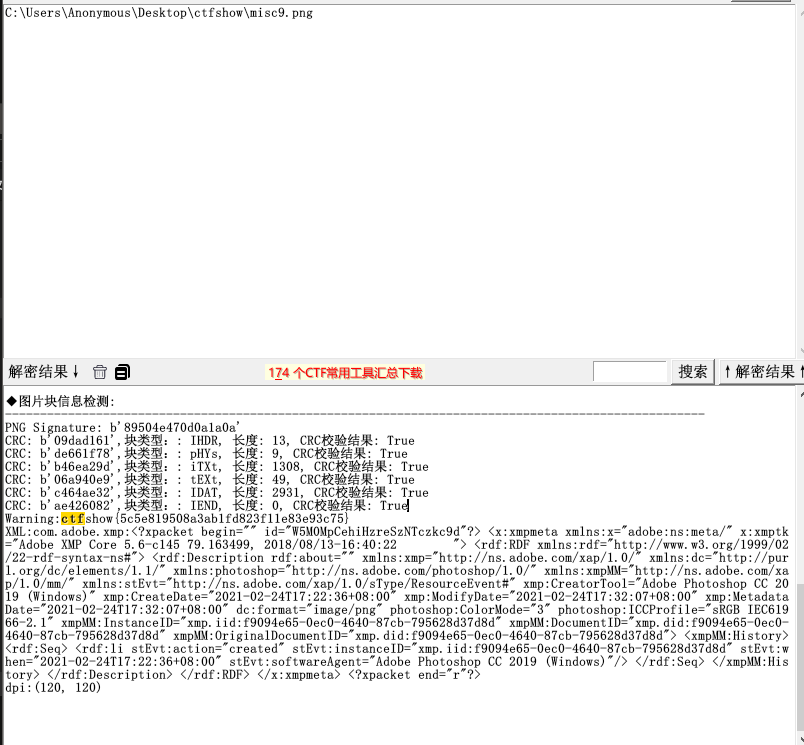 C:\Users\Anonymous\Desktop\ctfshow\misc9.png
解密结果↓ 174 个CTF常用工具汇总下载 搜索 ↑解密结果↑
◆图片块信息检测:
----------------------------------------------------------------------------------------------------
PNG Signature: b'89504e470d0a1a0a'
CRC: b'09dad161',块类型：: IHDR, 长度: 13, CRC校验结果: True
CRC: b'de661f78',块类型：: pHYs, 长度: 9, CRC校验结果: True
CRC: b'b46ea29d',块类型：: iTXt, 长度: 1308, CRC校验结果: True
CRC: b'06a940e9',块类型：: tEXt, 长度: 49, CRC校验结果: True
CRC: b'c464ae32',块类型：: IDAT, 长度: 2931, CRC校验结果: True
CRC: b'ae426082',块类型：: IEND, 长度: 0, CRC校验结果: True
Warning:ctfshow{5c5e819508a3ab1fd823f11e83e93c75}
XML:com.adobe.xmp:<?xpacket begin="" id="W5M0MpCehiHzreSzNTczkc9d"?> <x:xmpmeta xmlns:x="adobe:ns:meta/" x:xmptk
="Adobe XMP Core 5.6-c145 79.163499, 2018/08/13-16:40:22        "> <rdf:RDF xmlns:rdf="http://www.w3.org/1999/02
/22-rdf-syntax-ns#"> <rdf:Description rdf:about="" xmlns:xmp="http://ns.adobe.com/xap/1.0/" xmlns:dc="http://pur
l.org/dc/elements/1.1/" xmlns:photoshop="http://ns.adobe.com/photoshop/1.0/" xmlns:xmpMM="http://ns.adobe.com/xa
p/1.0/mm/" xmlns:stEvt="http://ns.adobe.com/xap/1.0/sType/ResourceEvent#" xmp:CreatorTool="Adobe Photoshop CC 20
19 (Windows)" xmp:CreateDate="2021-02-24T17:22:36+08:00" xmp:ModifyDate="2021-02-24T17:32:07+08:00" xmp:Metadata
Date="2021-02-24T17:32:07+08:00" dc:format="image/png" photoshop:ColorMode="3" photoshop:ICCProfile="sRGB IEC619
66-2.1" xmpMM:InstanceID="xmp.iid:f9094e65-0ec0-4640-87cb-795628d37d8d" xmpMM:DocumentID="xmp.did:f9094e65-0ec0-
4640-87cb-795628d37d8d" xmpMM:OriginalDocumentID="xmp.did:f9094e65-0ec0-4640-87cb-795628d37d8d"> <xmpMM:History>
<rdf:Seq> <rdf:li stEvt:action="created" stEvt:instanceID="xmp.iid:f9094e65-0ec0-4640-87cb-795628d37d8d" stEvt:w
hen="2021-02-24T17:22:36+08:00" stEvt:softwareAgent="Adobe Photoshop CC 2019 (Windows)"/> </rdf:Seq> </xmpMM:His
tory> </rdf:Description> </rdf:RDF> </x:xmpmeta> <?xpacket end="r"?>
dpi:(120, 120)